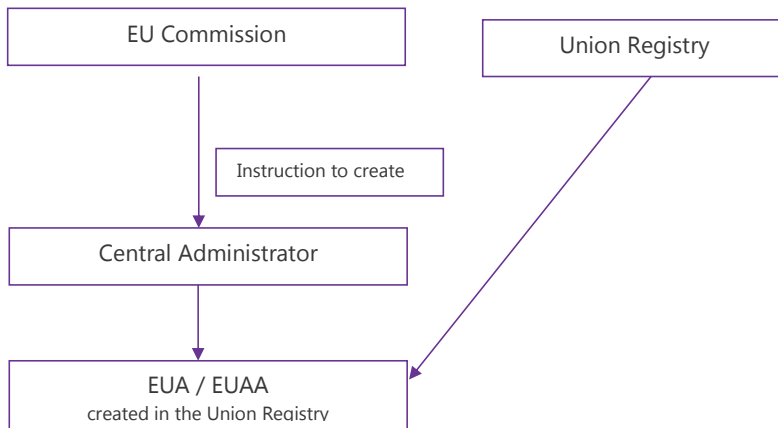 EU Commission
Union Registry
Instruction to create
Central Administrator
EUA / EUAA
created in the Union Registry